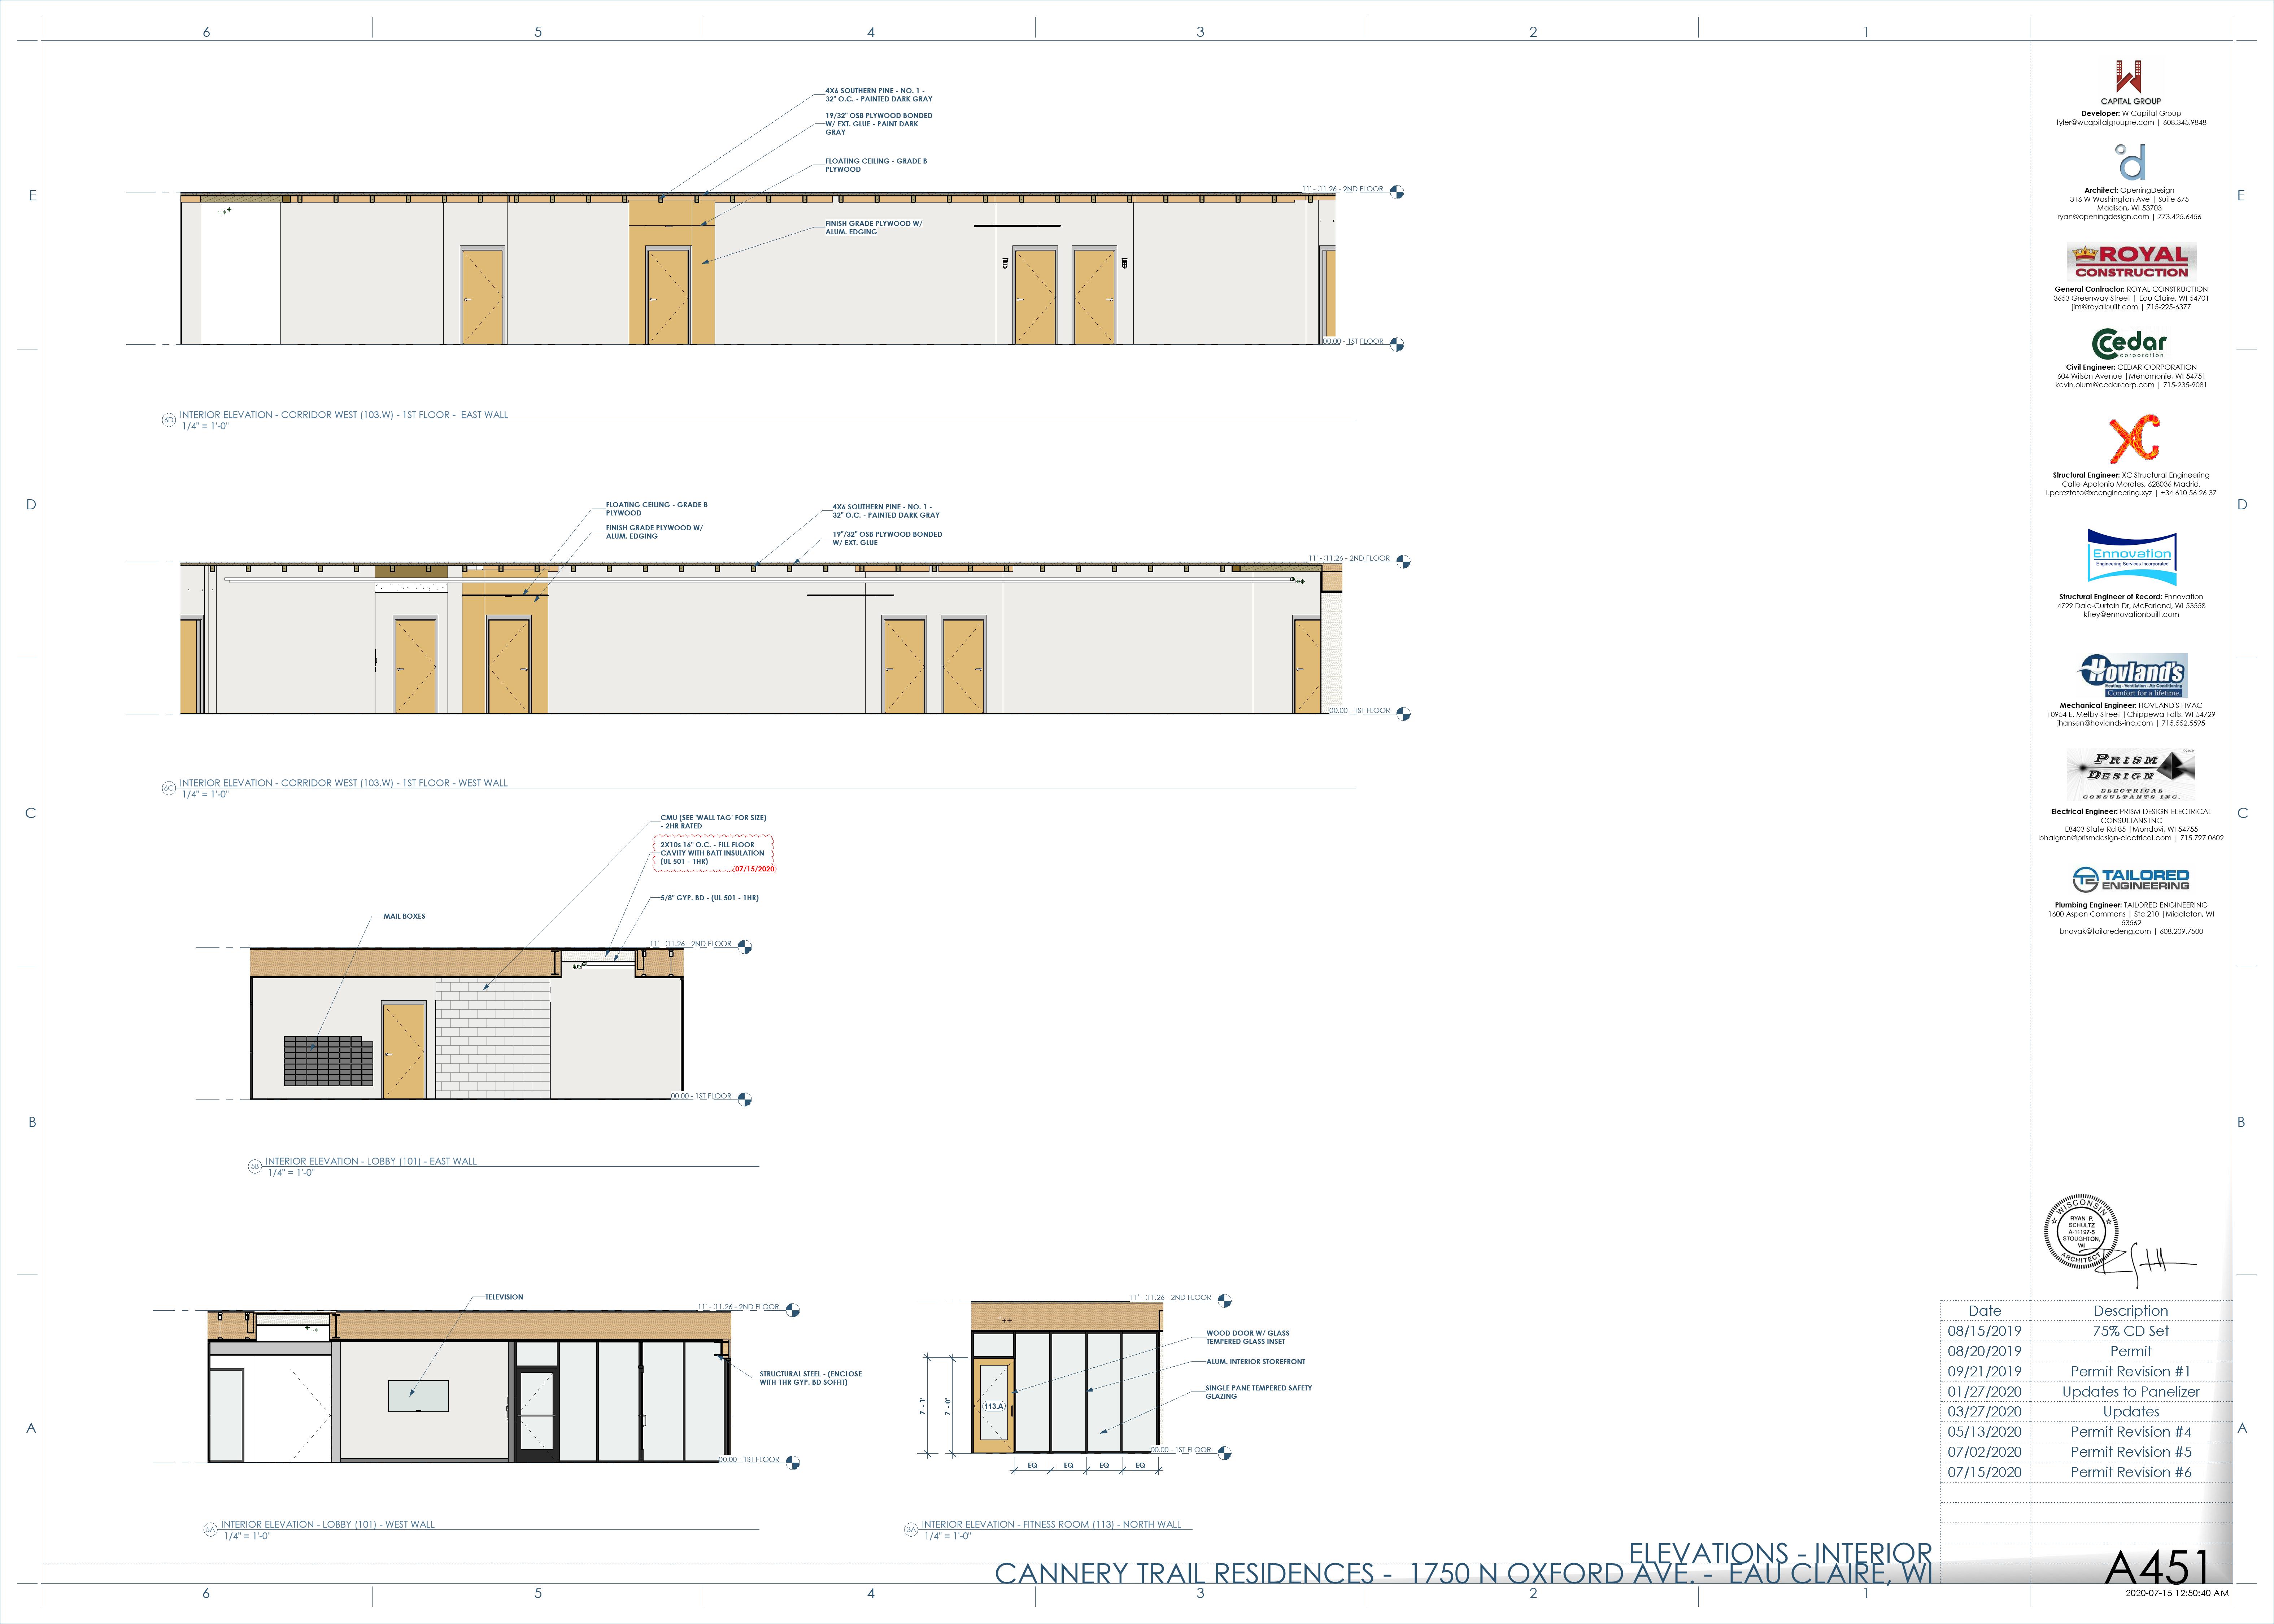 6 5 4 3 2 1
E
D
C
B
A
4X6 SOUTHERN PINE - NO. 1 -
32" O.C. - PAINTED DARK GRAY
19/32" OSB PLYWOOD BONDED
W/ EXT. GLUE - PAINT DARK
GRAY
FLOATING CEILING - GRADE B
PLYWOOD
FINISH GRADE PLYWOOD W/
ALUM. EDGING
2ND FLOOR
00.00 - 1ST FLOOR
6D INTERIOR ELEVATION - CORRIDOR WEST (103.W) - 1ST FLOOR - EAST WALL
1/4" = 1'-0"
FLOATING CEILING - GRADE B
PLYWOOD
FINISH GRADE PLYWOOD W/
ALUM. EDGING
4X6 SOUTHERN PINE - NO. 1 -
32" O.C. - PAINTED DARK GRAY
19"/32" OSB PLYWOOD BONDED
W/ EXT. GLUE
2ND FLOOR
00.00 - 1ST FLOOR
6C INTERIOR ELEVATION - CORRIDOR WEST (103.W) - 1ST FLOOR - WEST WALL
1/4" = 1'-0"
CMU (SEE 'WALL TAG' FOR SIZE)
- 2HR RATED
2X10s 16" O.C. - FILL FLOOR
CAVITY WITH BATT INSULATION
(UL 501 - 1HR)
07/15/2020
5/8" GYP. BD - (UL 501 - 1HR)
MAIL BOXES
2ND FLOOR
00.00 - 1ST FLOOR
5B INTERIOR ELEVATION - LOBBY (101) - EAST WALL
1/4" = 1'-0"
TELEVISION
2ND FLOOR
STRUCTURAL STEEL - (ENCLOSE
WITH 1HR GYP. BD SOFFIT)
00.00 - 1ST FLOOR
5A INTERIOR ELEVATION - LOBBY (101) - WEST WALL
1/4" = 1'-0"
2ND FLOOR
WOOD DOOR W/ GLASS
TEMPERED GLASS INSET
ALUM. INTERIOR STOREFRONT
SINGLE PANE TEMPERED SAFETY
GLAZING
7' - 1"
7' - 0"
113.A
00.00 - 1ST FLOOR
EQ EQ EQ EQ
3A INTERIOR ELEVATION - FITNESS ROOM (113) - NORTH WALL
1/4" = 1'-0"
W
CAPITAL GROUP
Developer: W Capital Group
tyler@wcapitalgroupre.com | 608.345.9848
Architect: OpeningDesign
316 W Washington Ave | Suite 675
Madison, WI 53703
ryan@openingdesign.com | 773.425.6456
ROYAL
CONSTRUCTION
General Contractor: ROYAL CONSTRUCTION
3653 Greenway Street | Eau Claire, WI 54701
jim@royalbuilt.com | 715-225-6377
Cedar
corporation
Civil Engineer: CEDAR CORPORATION
604 Wilson Avenue |Menomonie, WI 54751
kevin.oium@cedarcorp.com | 715-235-9081
XC
Structural Engineer: XC Structural Engineering
Calle Apolonio Morales, 628036 Madrid,
l.pereztato@xcengineering.xyz | +34 610 56 26 37
Ennovation
Engineering Services Incorporated
Structural Engineer of Record: Ennovation
4729 Dale-Curtain Dr, McFarland, WI 53558
kfrey@ennovationbuilt.com
Hovland's
Heating - Ventilation - Air Conditioning
Comfort for a lifetime.
Mechanical Engineer: HOVLAND'S HVAC
10954 E. Melby Street |Chippewa Falls, WI 54729
jhansen@hovlands-inc.com | 715.552.5595
PRISM
DESIGN
ELECTRICAL
CONSULTANTS INC.
Electrical Engineer: PRISM DESIGN ELECTRICAL
CONSULTANS INC
E8403 State Rd 85 |Mondovi, WI 54755
bhalgren@prismdesign-electrical.com | 715.797.0602
TAILORED
ENGINEERING
Plumbing Engineer: TAILORED ENGINEERING
1600 Aspen Commons | Ste 210 |Middleton, WI
53562
bnovak@tailoredeng.com | 608.209.7500
WISCONSIN
RYAN P.
SCHULTZ
A-11197-5
STOUGHTON,
WI
ARCHITECT
Date Description
08/15/2019 75% CD Set
08/20/2019 Permit
09/21/2019 Permit Revision #1
01/27/2020 Updates to Panelizer
03/27/2020 Updates
05/13/2020 Permit Revision #4
07/02/2020 Permit Revision #5
07/15/2020 Permit Revision #6
ELEVATIONS - INTERIOR
CANNERY TRAIL RESIDENCES - 1750 N OXFORD AVE. - EAU CLAIRE, WI
A451
2020-07-15 12:50:40 AM
6 5 4 3 2 1
E
D
C
B
A